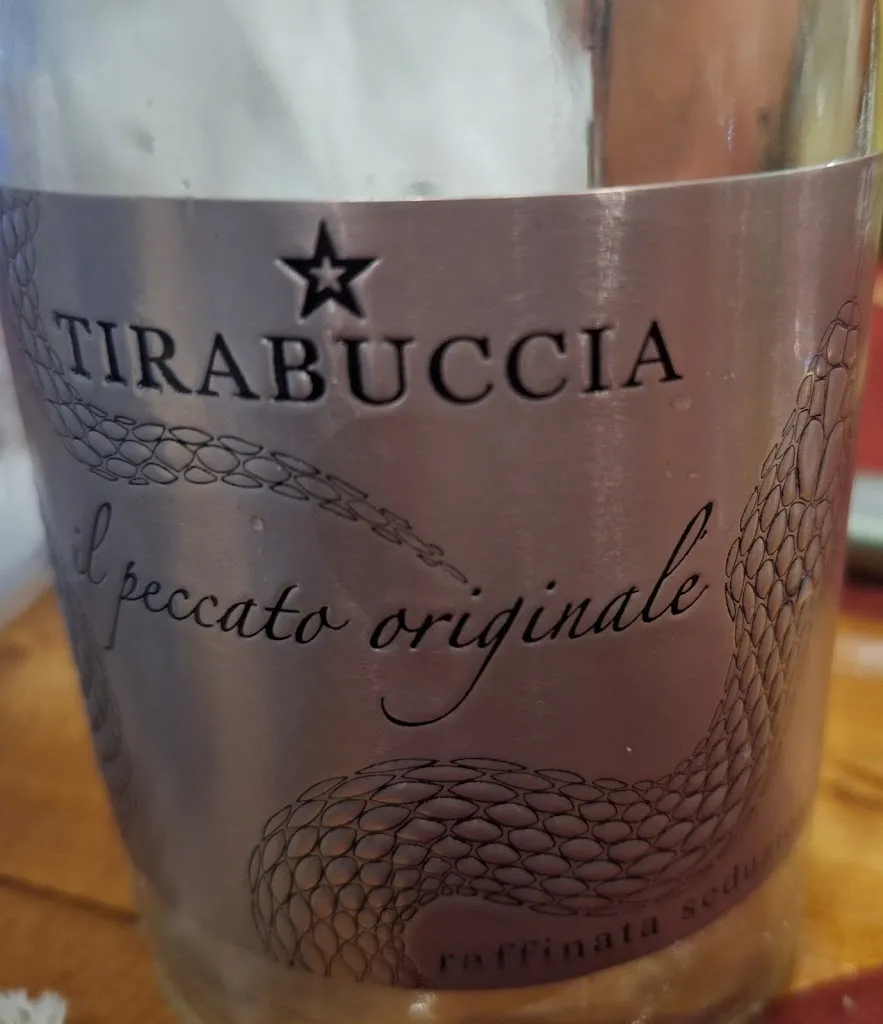 TIRABUCCIA
il peccato originale
raffinata